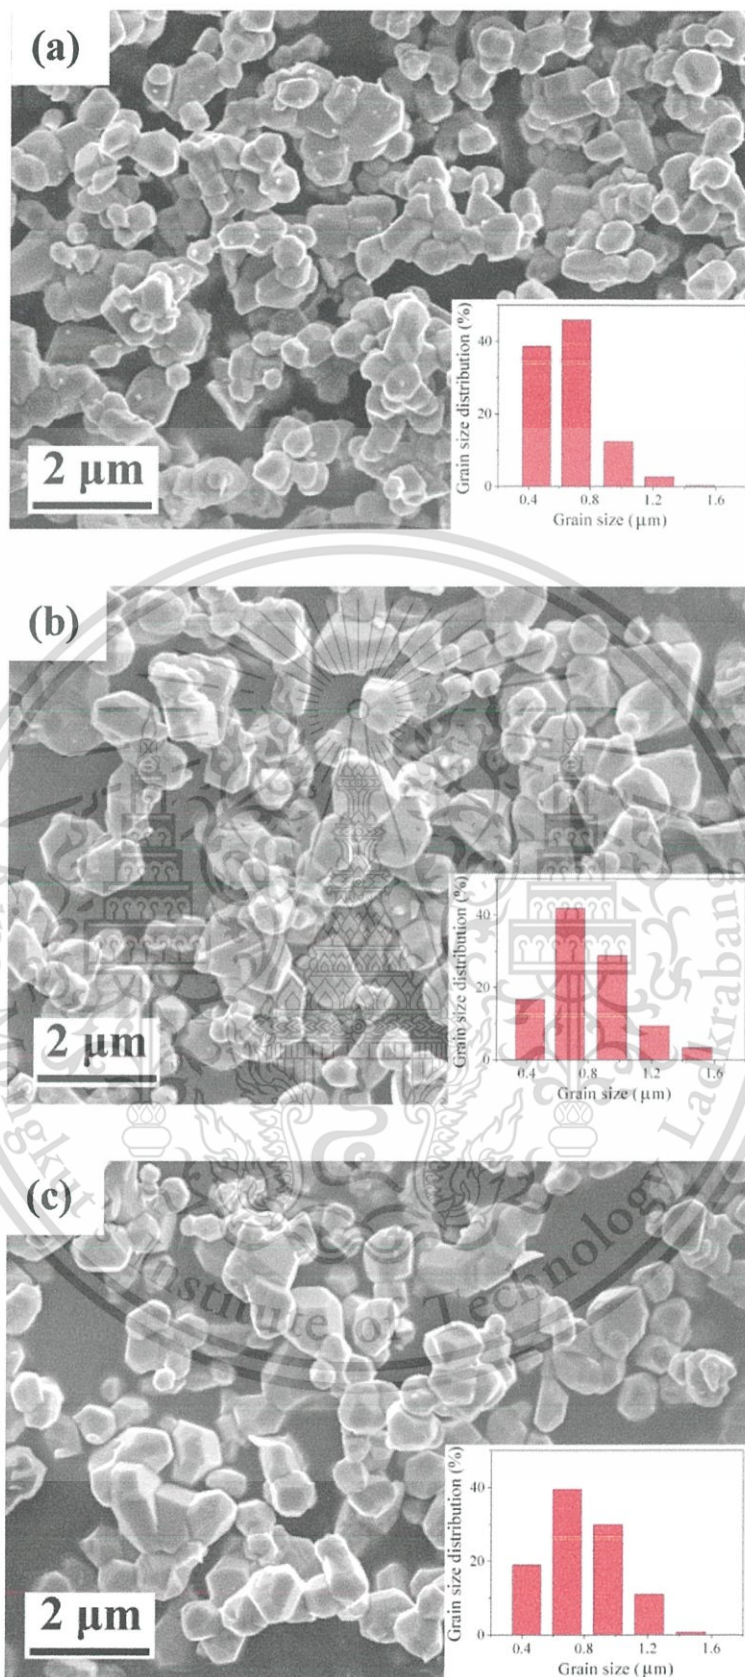 (a)
2 μm
Grain size distribution (%)
40
20
0
0.4 0.8 1.2 1.6
Grain size (μm)
(b)
2 μm
Grain size distribution (%)
40
20
0
0.4 0.8 1.2 1.6
Grain size (μm)
(c)
2 μm
Grain size distribution (%)
40
20
0
0.4 0.8 1.2 1.6
Grain size (μm)
Institute of Technology Ladkrabang